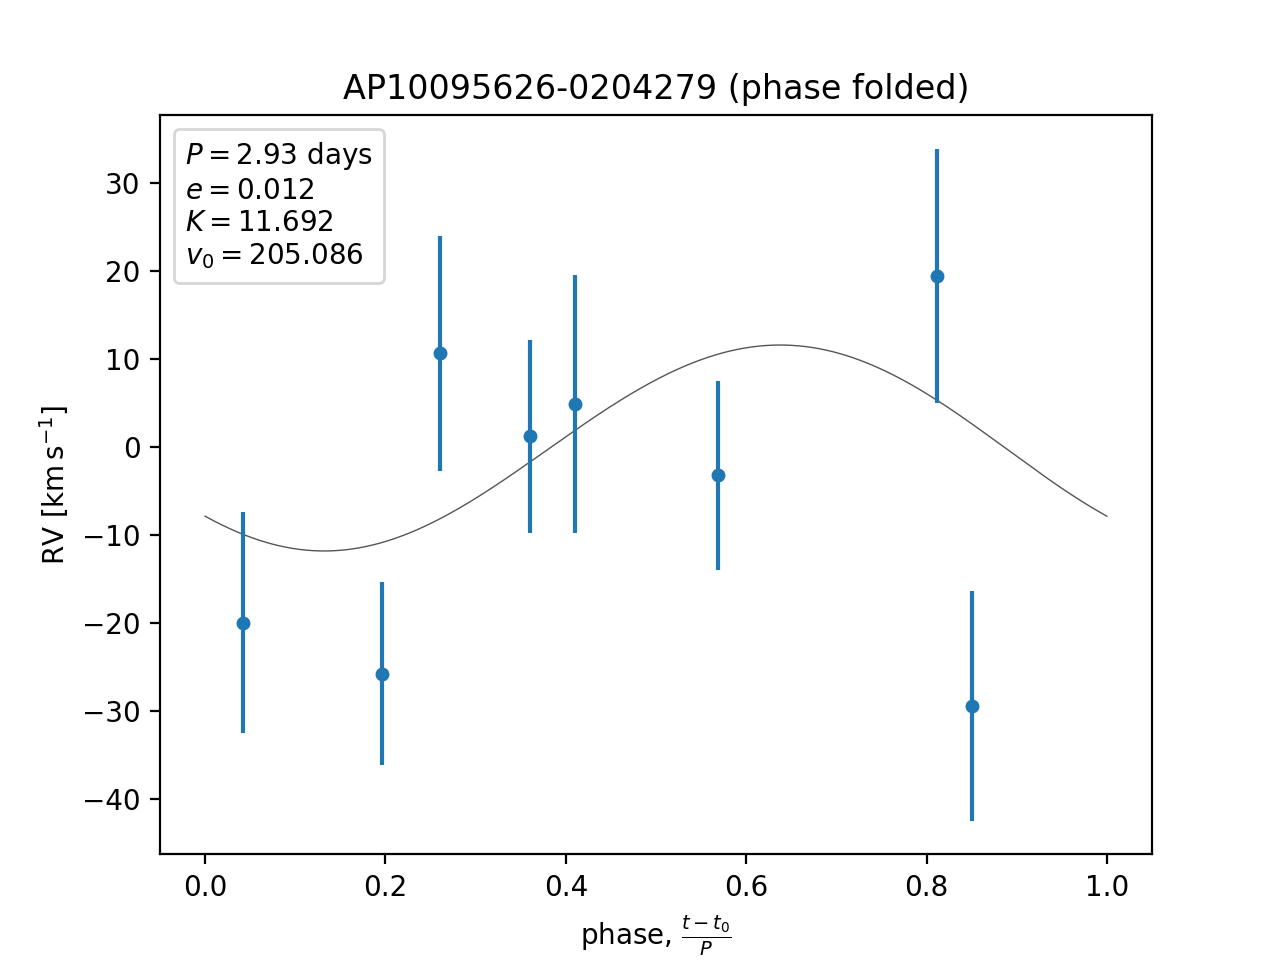 AP10095626-0204279 (phase folded)
P = 2.93 days
e = 0.012
K = 11.692
v₀ = 205.086
30
20
10
0
−10
−20
−30
−40
RV [km s⁻¹]
0.0 0.2 0.4 0.6 0.8 1.0
phase, (t − t₀)/P